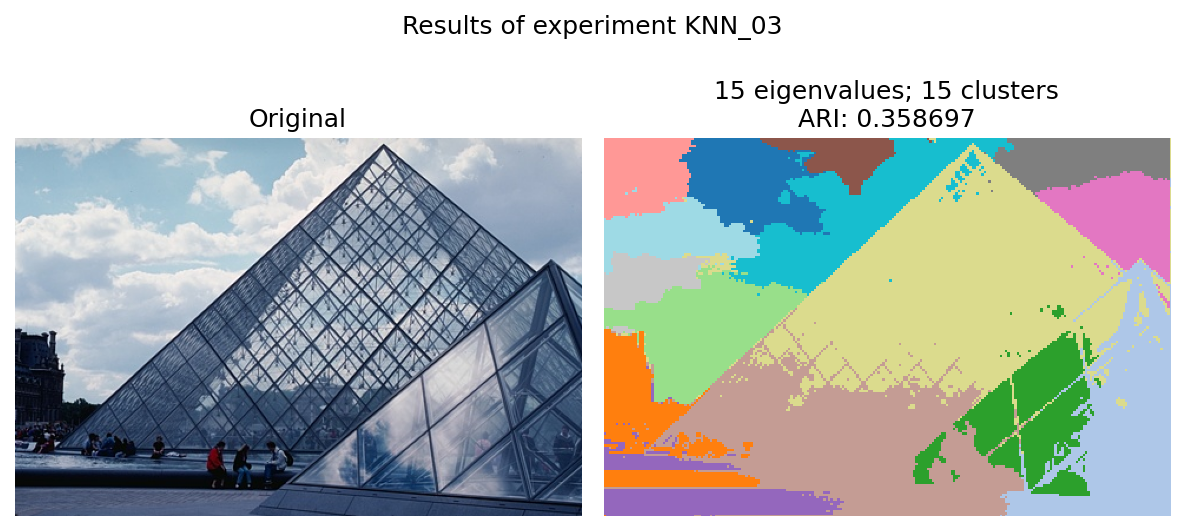 Results of experiment KNN_03
Original
15 eigenvalues; 15 clusters
ARI: 0.358697